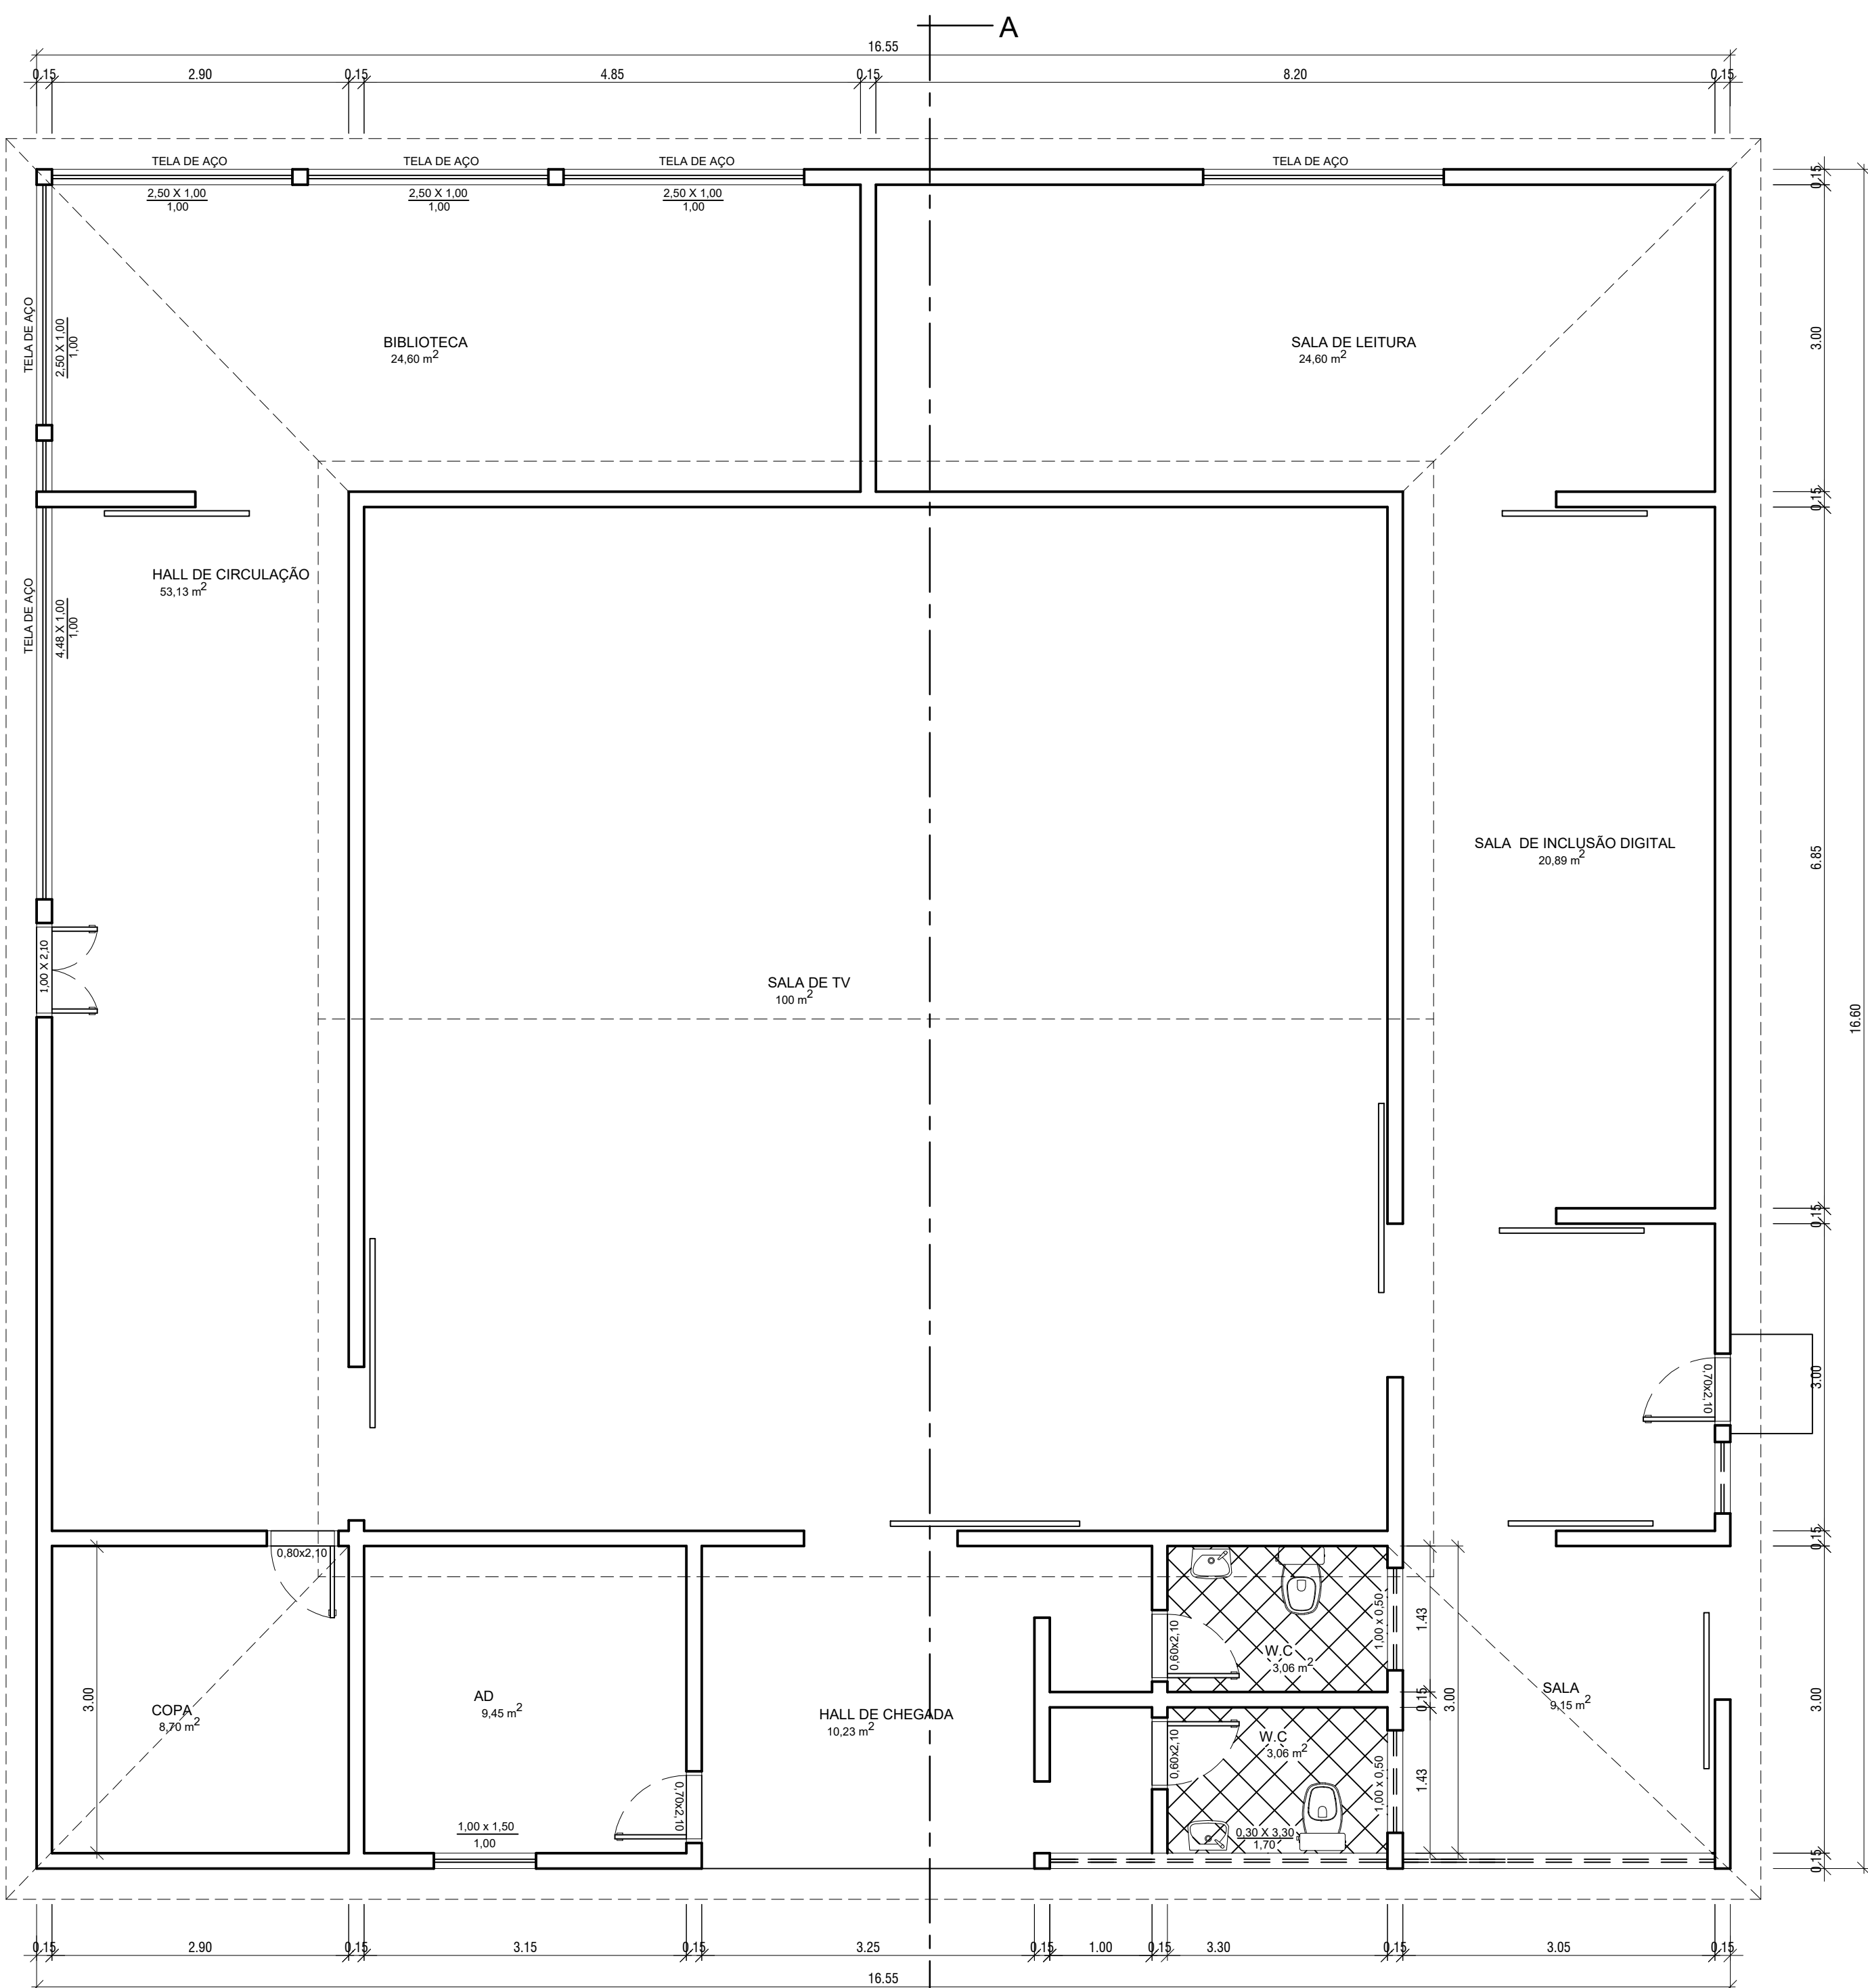 A
16.55
0,15
2.90
0,15
4.85
0,15
8.20
0,15
TELA DE AÇO
TELA DE AÇO
TELA DE AÇO
TELA DE AÇO
2,50 X 1,00
1,00
2,50 X 1,00
1,00
2,50 X 1,00
1,00
0,15
TELA DE AÇO
2,50 X 1,00
1,00
BIBLIOTECA
24,60 m²
SALA DE LEITURA
24,60 m²
3.00
0,15
HALL DE CIRCULAÇÃO
53,13 m²
TELA DE AÇO
4,48 X 1,00
1,00
SALA DE INCLUSÃO DIGITAL
20,89 m²
6.85
1,00 X 2,10
SALA DE TV
100 m²
16.60
0,15
0,70x2,10
3.00
0,15
0,80x2,10
3.00
COPA
8,70 m²
AD
9,45 m²
HALL DE CHEGADA
10,23 m²
0,60x2,10
W.C
3,06 m²
1,00 x 0,50
1.43
0,15
3.00
SALA
9,15 m²
3.00
0,60x2,10
W.C
3,06 m²
1,00 x 0,50
1.43
0,70x2,10
1,00 x 1,50
1,00
0,30 X 3,30
1,70
0,15
0,15
2.90
0,15
3.15
0,15
3.25
0,15
1.00
0,15
3.30
0,15
3.05
0,15
16.55